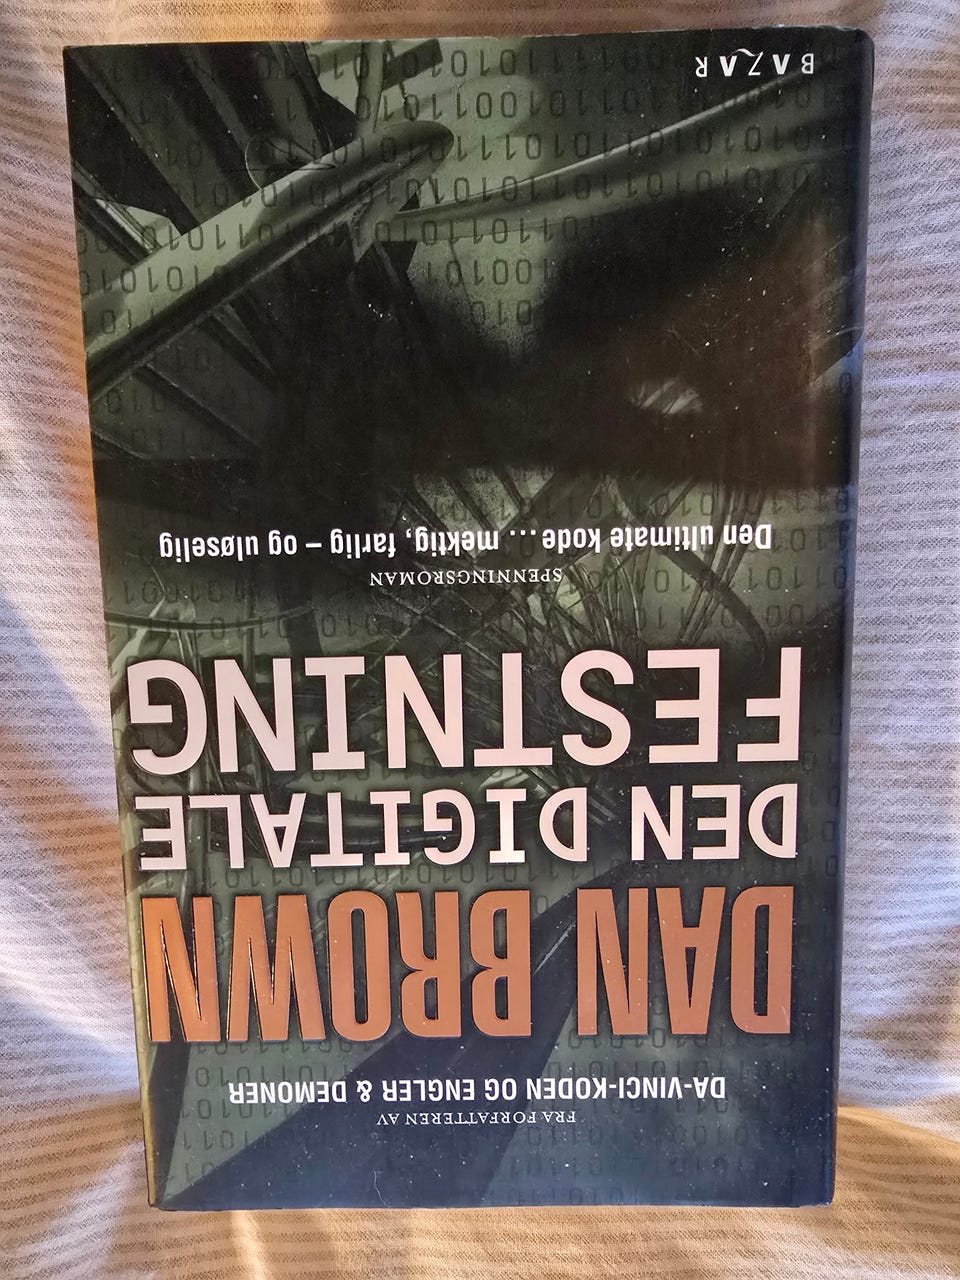 FRA FORFATTEREN AV
DA-VINCI-KODEN OG ENGLER & DEMONER
DAN BROWN
DEN DIGITALE
FESTNING
SPENNINGSROMAN
Den ultimate kode ... mektig, farlig – og uløselig
BAZAR